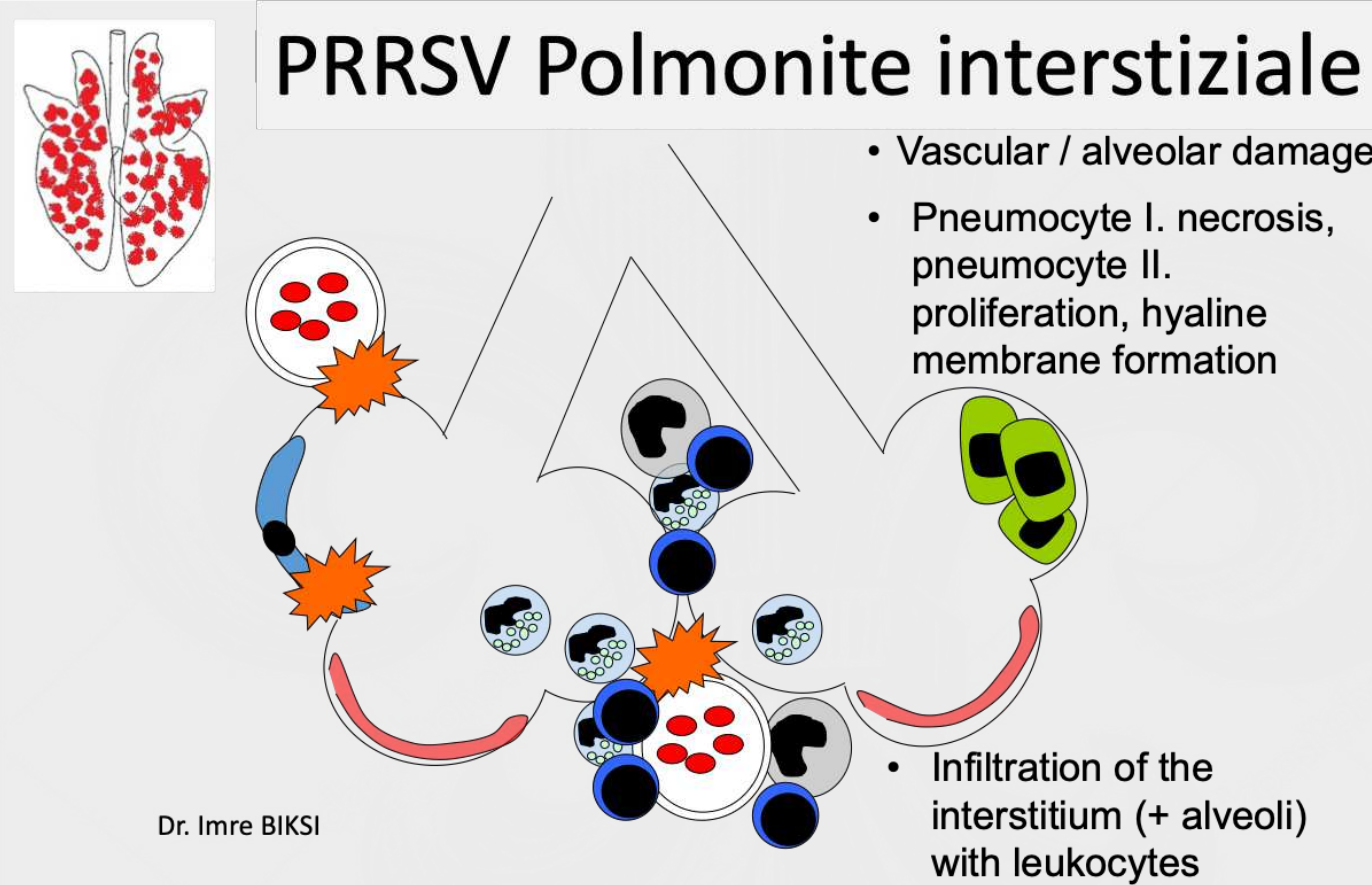 PRRSV Polmonite interstiziale
• Vascular / alveolar damage
• Pneumocyte I. necrosis,
pneumocyte II.
proliferation, hyaline
membrane formation
• Infiltration of the
interstitium (+ alveoli)
with leukocytes
Dr. Imre BIKSI